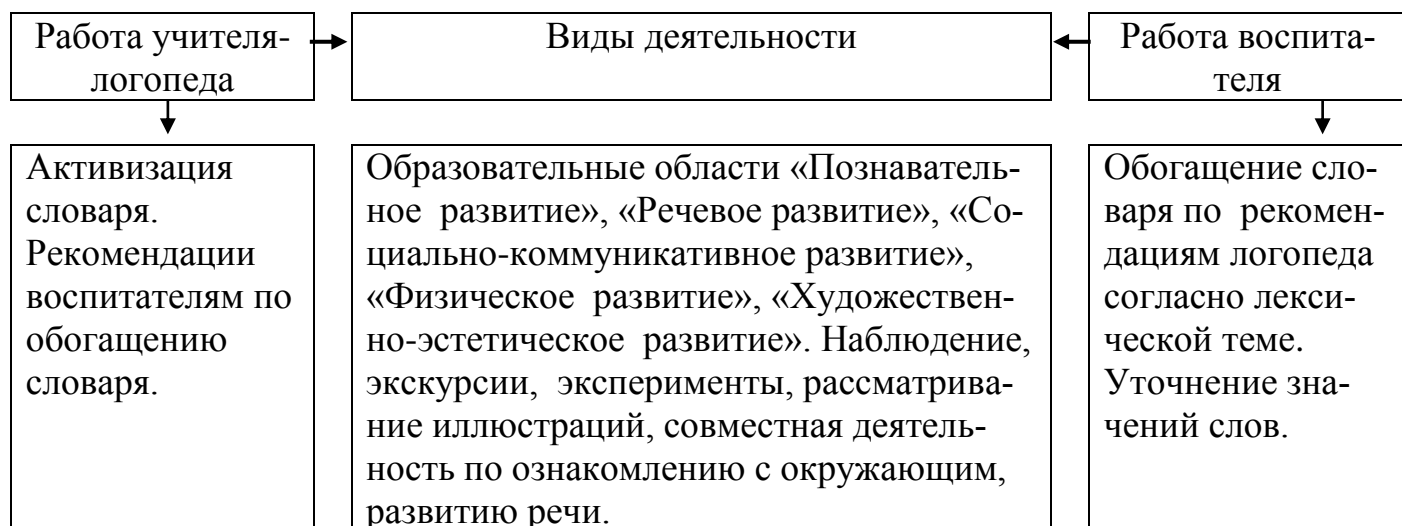 Работа учителя-
логопеда
Виды деятельности
Работа воспита-
теля
Активизация
словаря.
Рекомендации
воспитателям по
обогащению
словаря.
Образовательные области «Познаватель-
ное развитие», «Речевое развитие», «Со-
циально-коммуникативное развитие»,
«Физическое развитие», «Художествен-
но-эстетическое развитие». Наблюдение,
экскурсии, эксперименты, рассматрива-
ние иллюстраций, совместная деятель-
ность по ознакомлению с окружающим,
развитию речи.
Обогащение сло-
варя по рекомен-
дациям логопеда
согласно лекси-
ческой теме.
Уточнение зна-
чений слов.